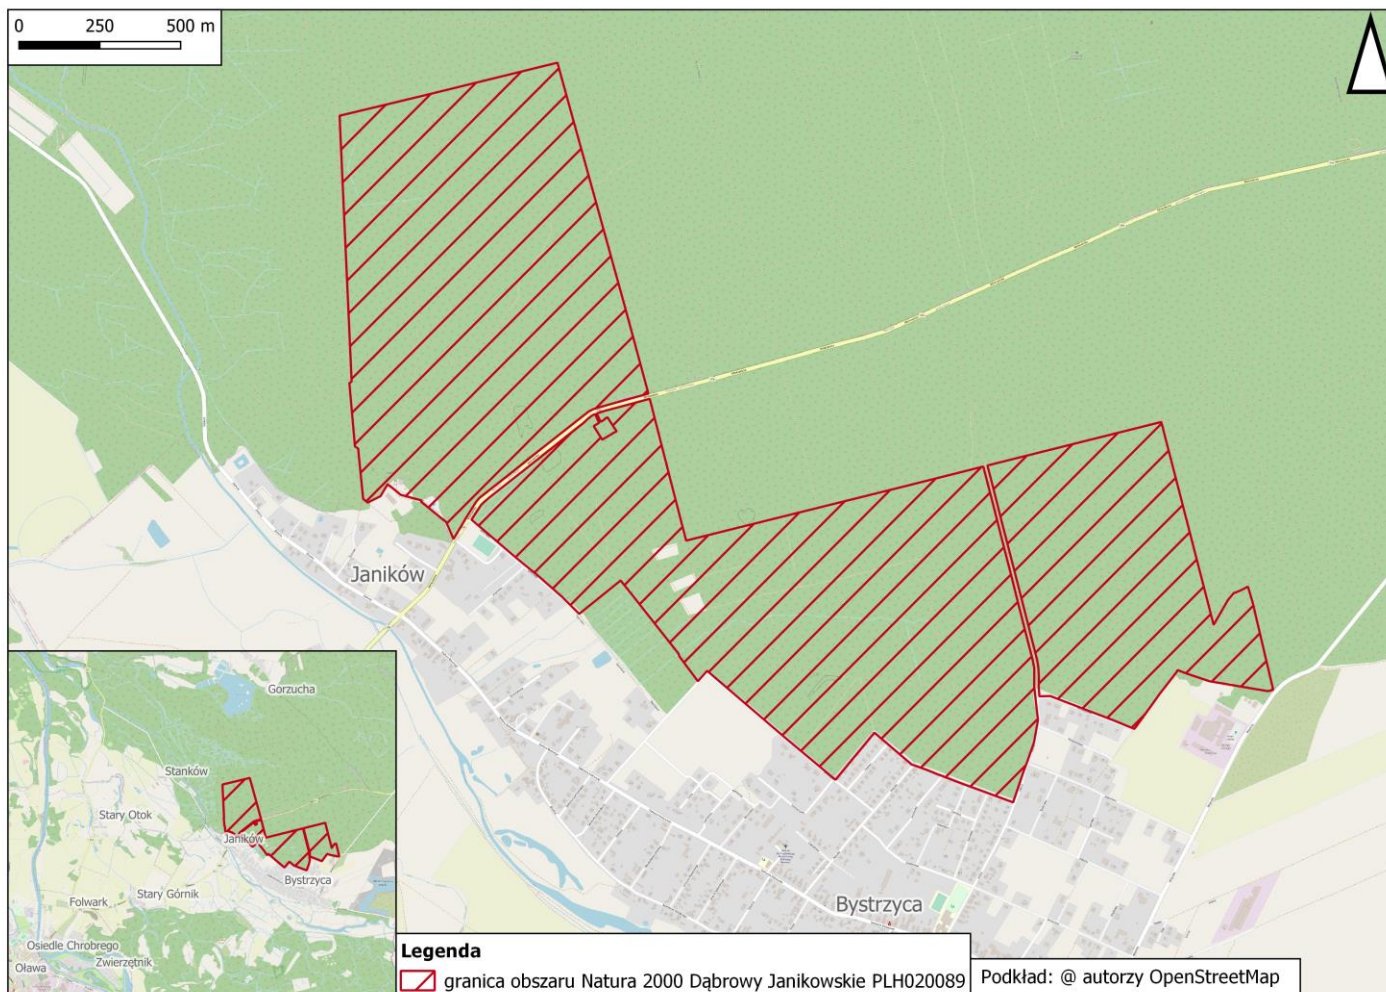 0 250 500 m
Janików
Bystrzyca
Gorzucha
Stanków
Stary Otok
Janików
Bystrzyca
Stary Górnik
Folwark
Osiedle Chrobrego
Zwierzętnik
Oława
Legenda
granica obszaru Natura 2000 Dąbrowy Janikowskie PLH020089
Podkład: @ autorzy OpenStreetMap